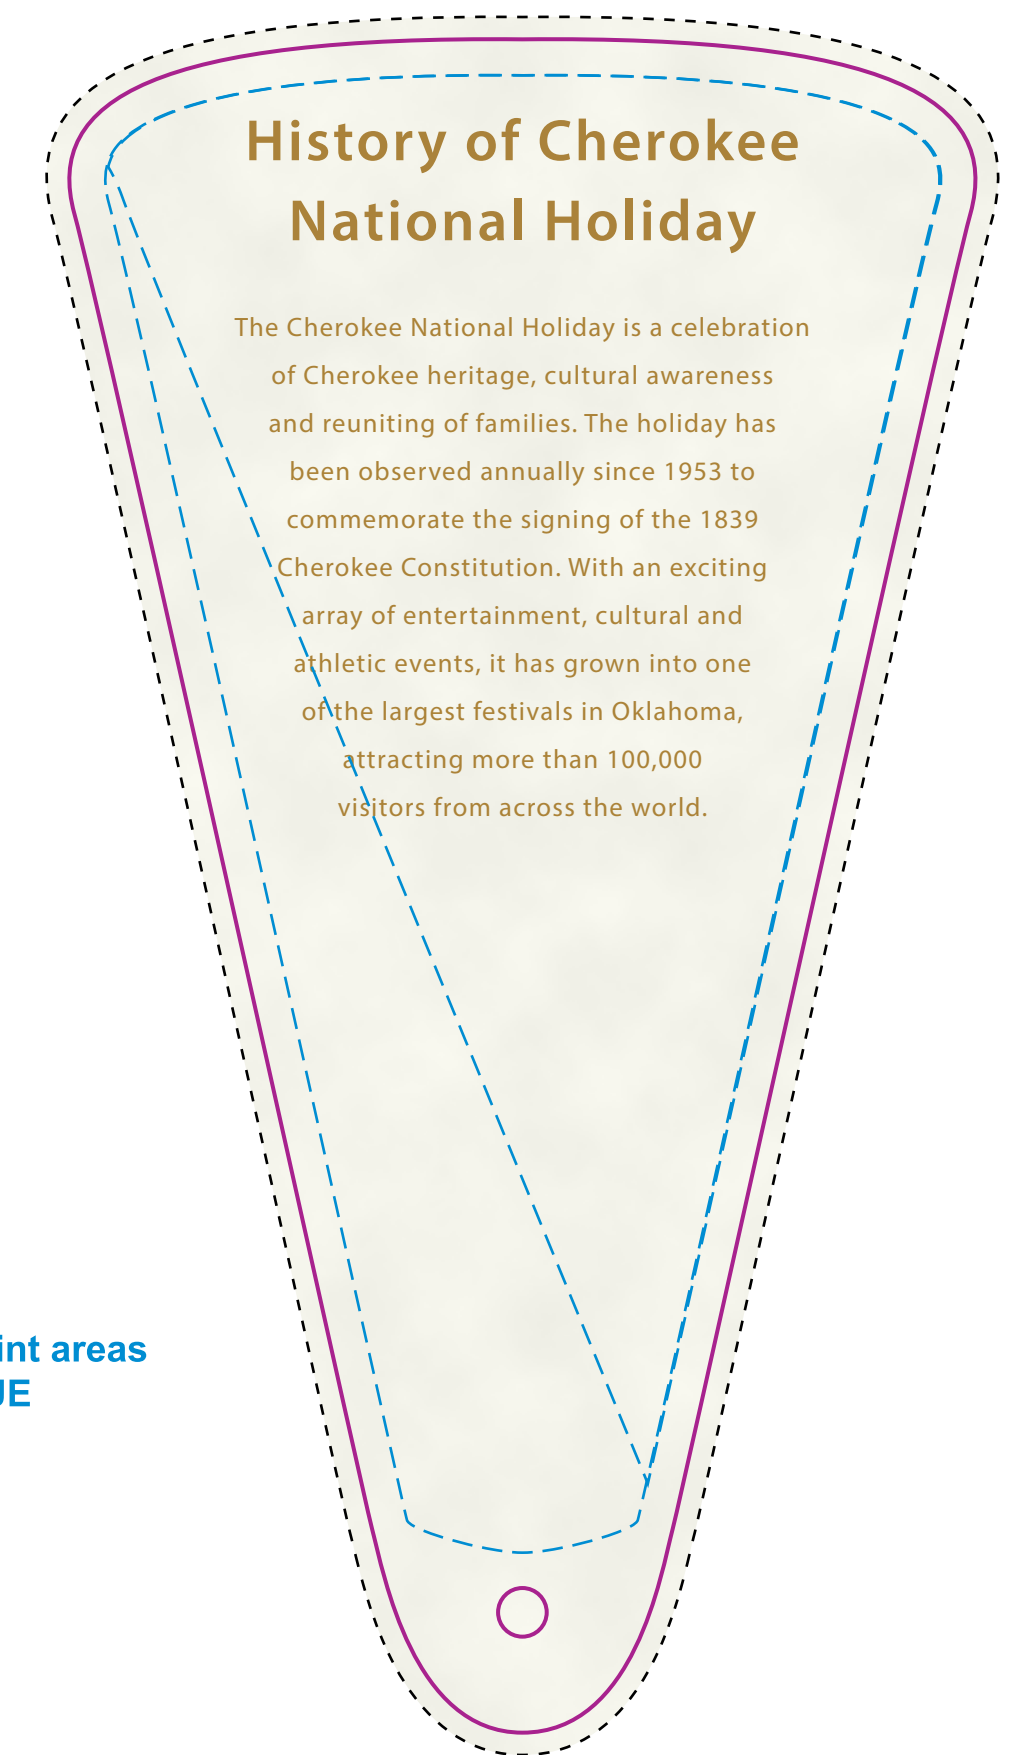 History of Cherokee
National Holiday
The Cherokee National Holiday is a celebration
of Cherokee heritage, cultural awareness
and reuniting of families. The holiday has
been observed annually since 1953 to
commemorate the signing of the 1839
Cherokee Constitution. With an exciting
array of entertainment, cultural and
athletic events, it has grown into one
of the largest festivals in Oklahoma,
attracting more than 100,000
visitors from across the world.
areas